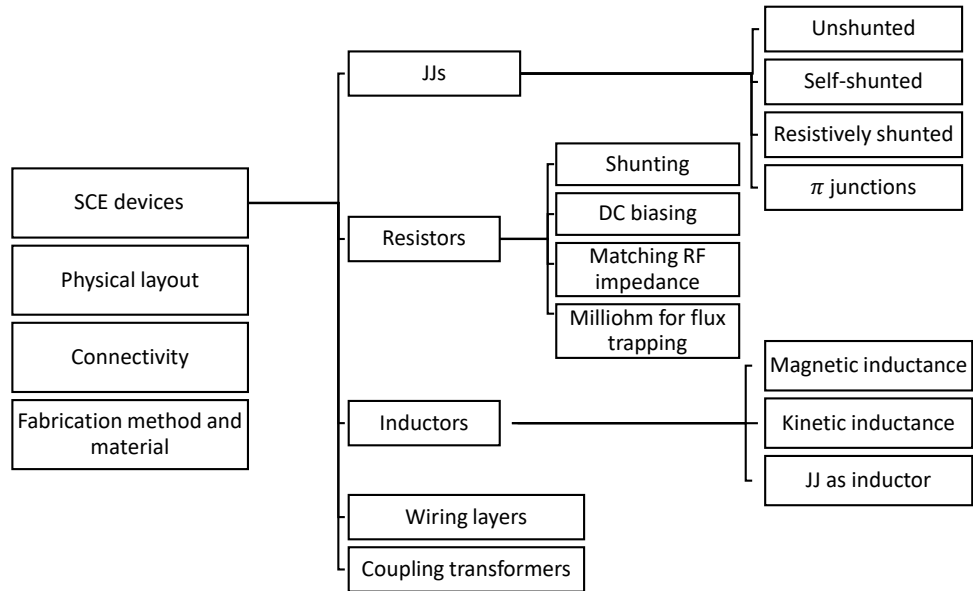 SCE devices
Physical layout
Connectivity
Fabrication method and
material
JJs
Resistors
Inductors
Wiring layers
Coupling transformers
Unshunted
Self-shunted
Resistively shunted
π junctions
Shunting
DC biasing
Matching RF
impedance
Milliohm for flux
trapping
Magnetic inductance
Kinetic inductance
JJ as inductor